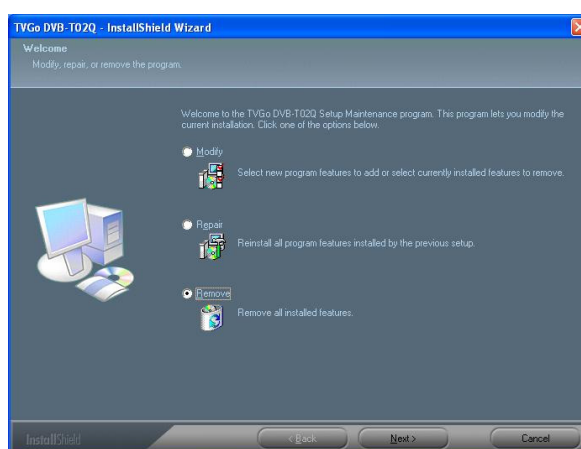 TVGo DVB-T02Q - InstallShield Wizard
Welcome
Modify, repair, or remove the program.
Welcome to the TVGo DVB-T02Q Setup Maintenance program. This program lets you modify the
current installation. Click one of the options below.
Modify
Select new program features to add or select currently installed features to remove.
Repair
Reinstall all program features installed by the previous setup.
Remove
Remove all installed features.
InstallShield
< Back
Next >
Cancel